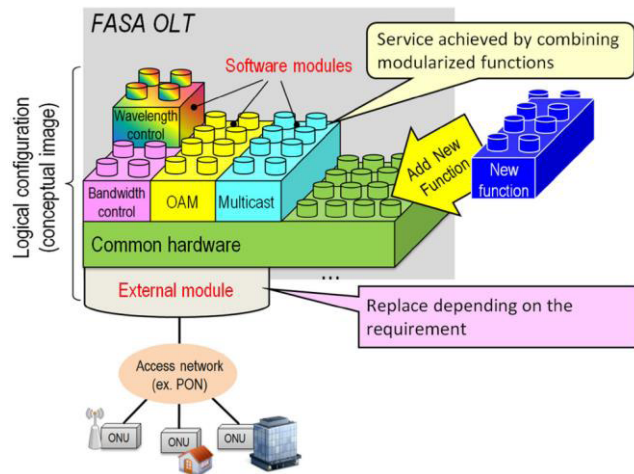 FASA OLT
Service achieved by combining
modularized functions
Software modules
Logical configuration
(conceptual image)
Wavelength
control
Add New
Function
New
function
Bandwidth
control
OAM
Multicast
Common hardware
...
External module
Replace depending on the
requirement
Access network
(ex. PON)
ONU
ONU
ONU